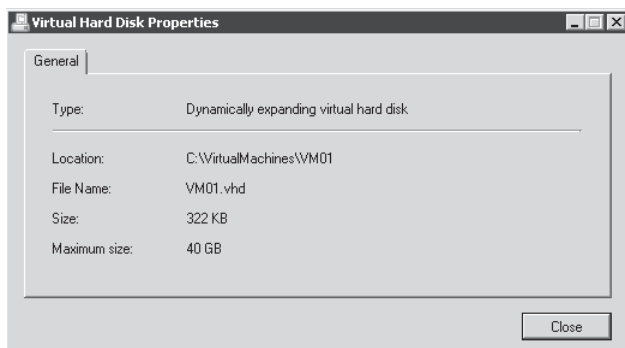 Virtual Hard Disk Properties
General
Type: Dynamically expanding virtual hard disk
Location: C:\VirtualMachines\VM01
File Name: VM01.vhd
Size: 322 KB
Maximum size: 40 GB
Close